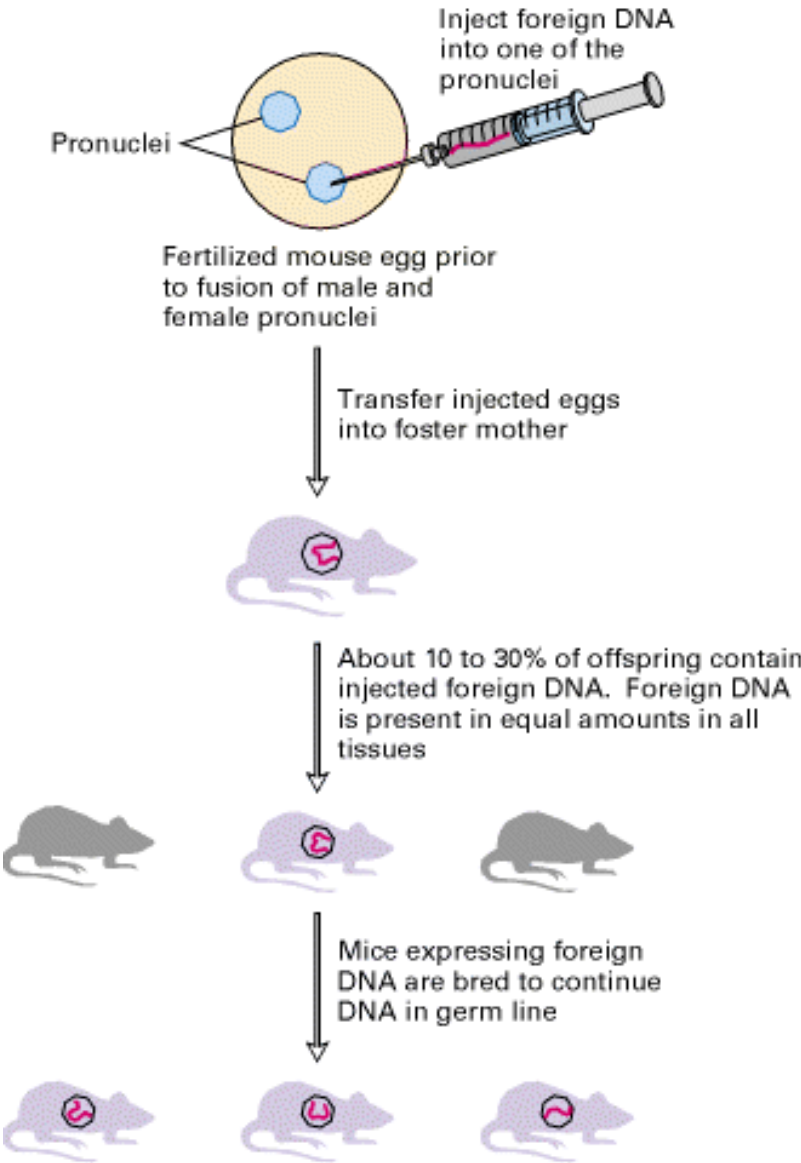 Inject foreign DNA
into one of the
pronuclei
Pronuclei
Fertilized mouse egg prior
to fusion of male and
female pronuclei
Transfer injected eggs
into foster mother
About 10 to 30% of offspring contain
injected foreign DNA. Foreign DNA
is present in equal amounts in all
tissues
Mice expressing foreign
DNA are bred to continue
DNA in germ line